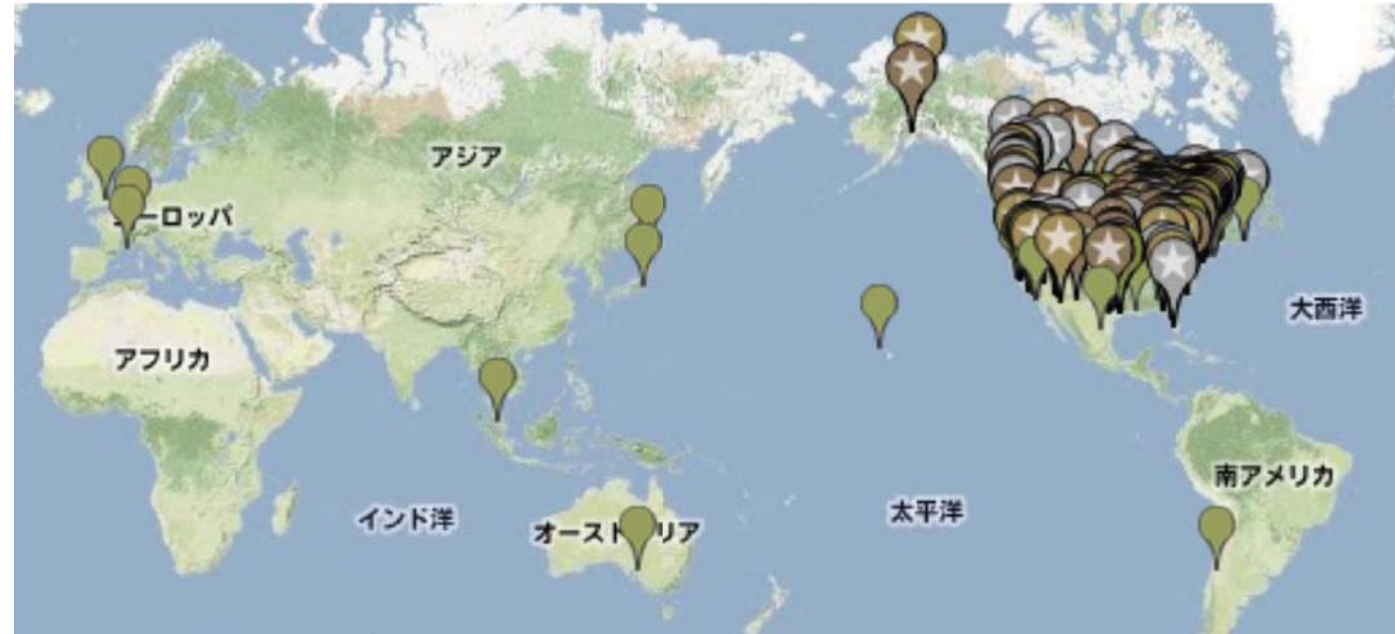 アジア
ーロッパ
大西洋
アフリカ
南アメリカ
インド洋
太平洋
オースト リア